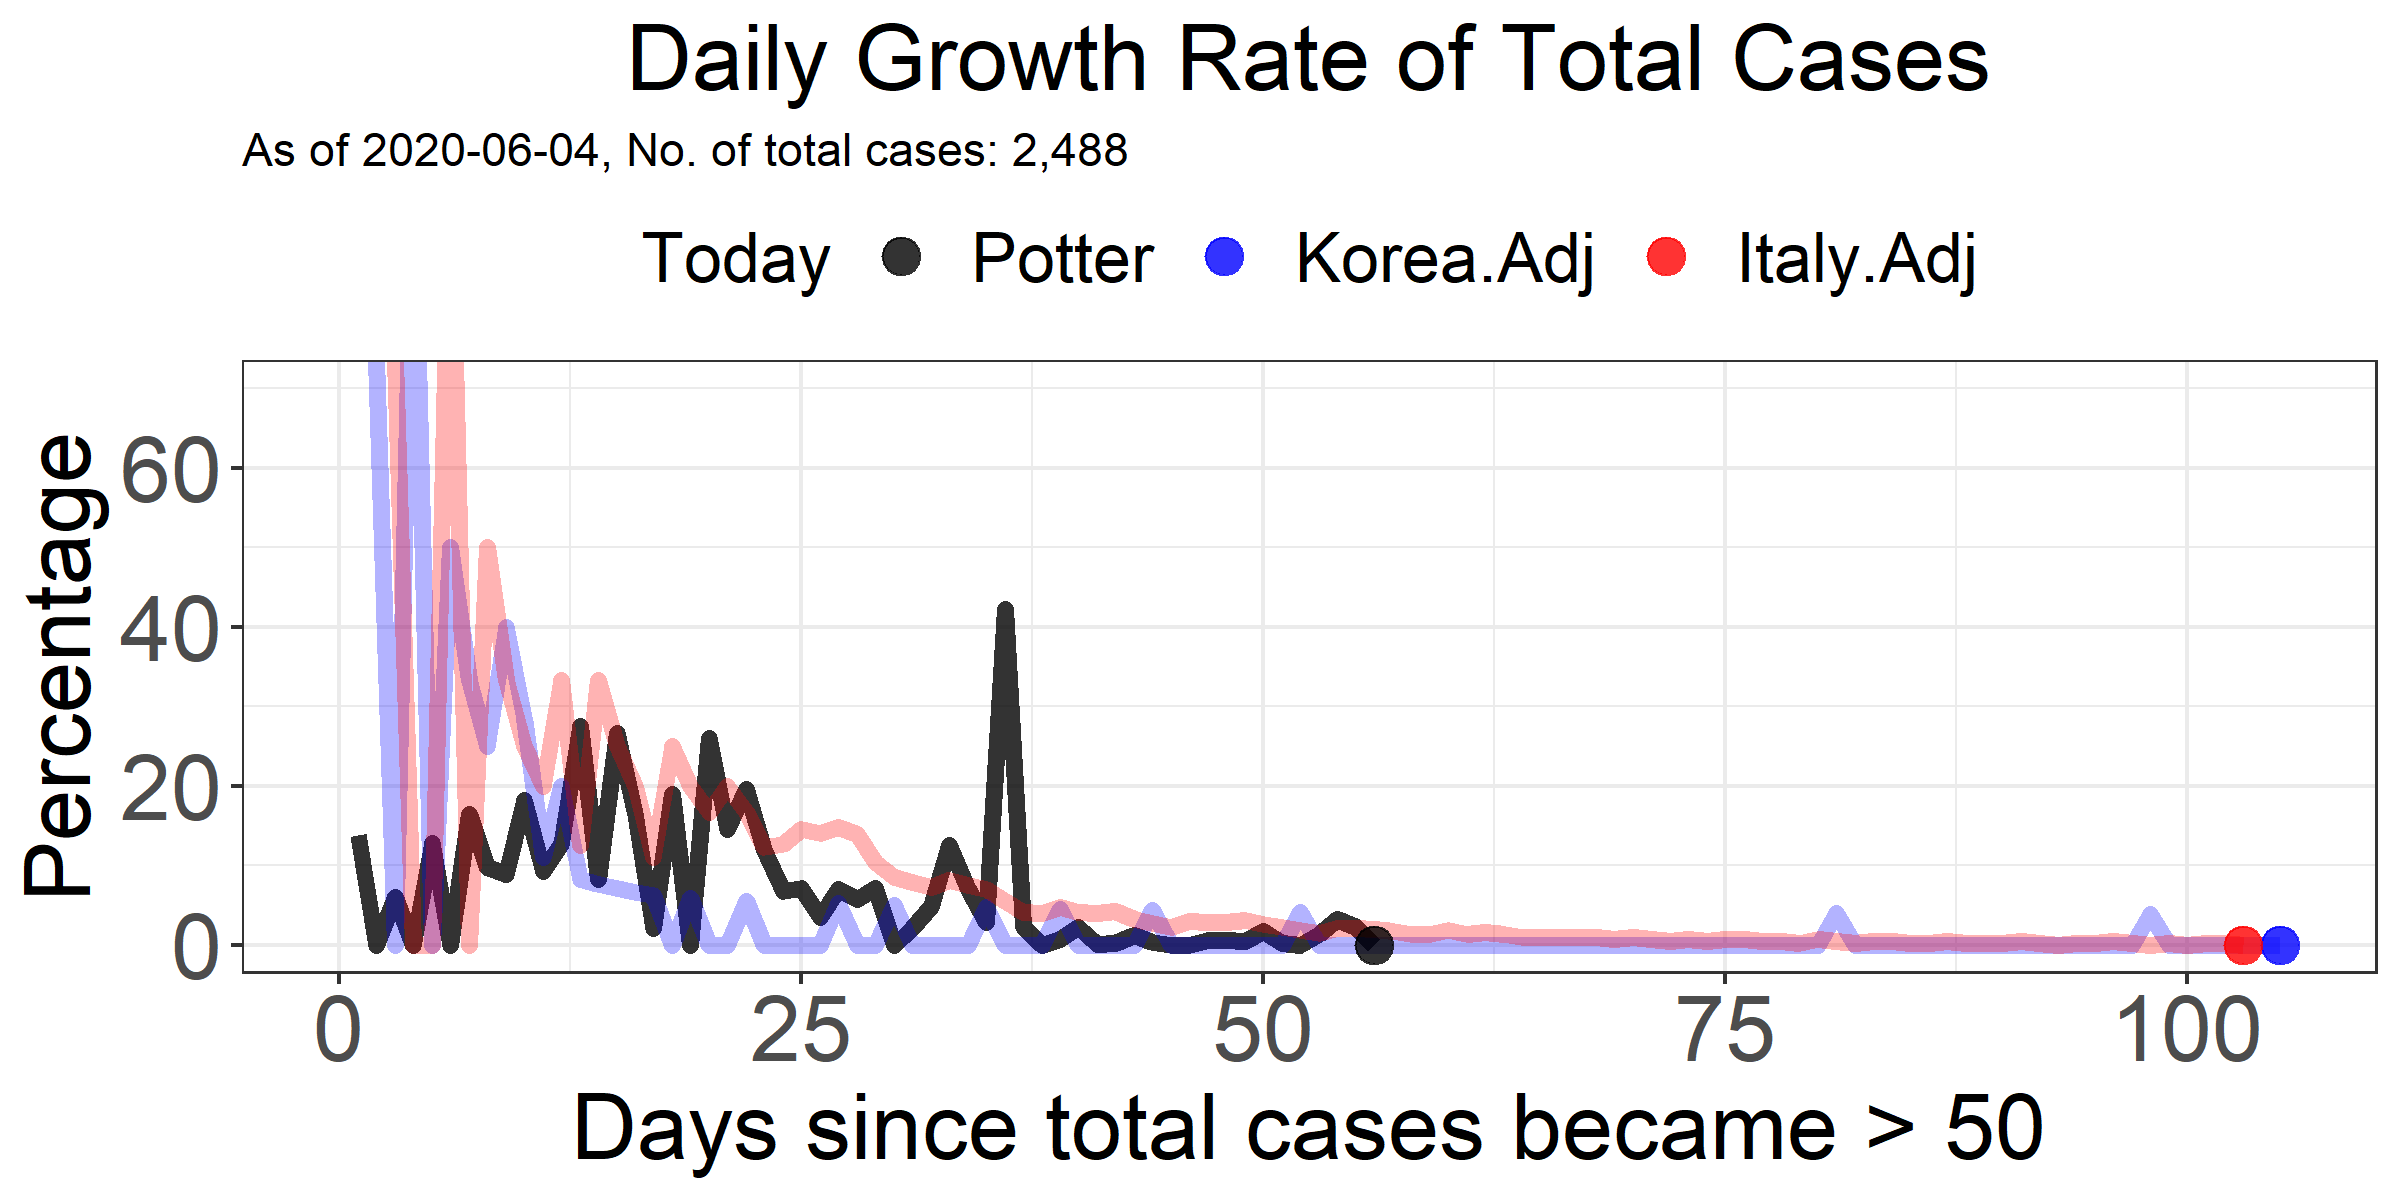 Daily Growth Rate of Total Cases
As of 2020-06-04, No. of total cases: 2,488
Today Potter Korea.Adj Italy.Adj
Percentage
60
40
20
0
0 25 50 75 100
Days since total cases became > 50